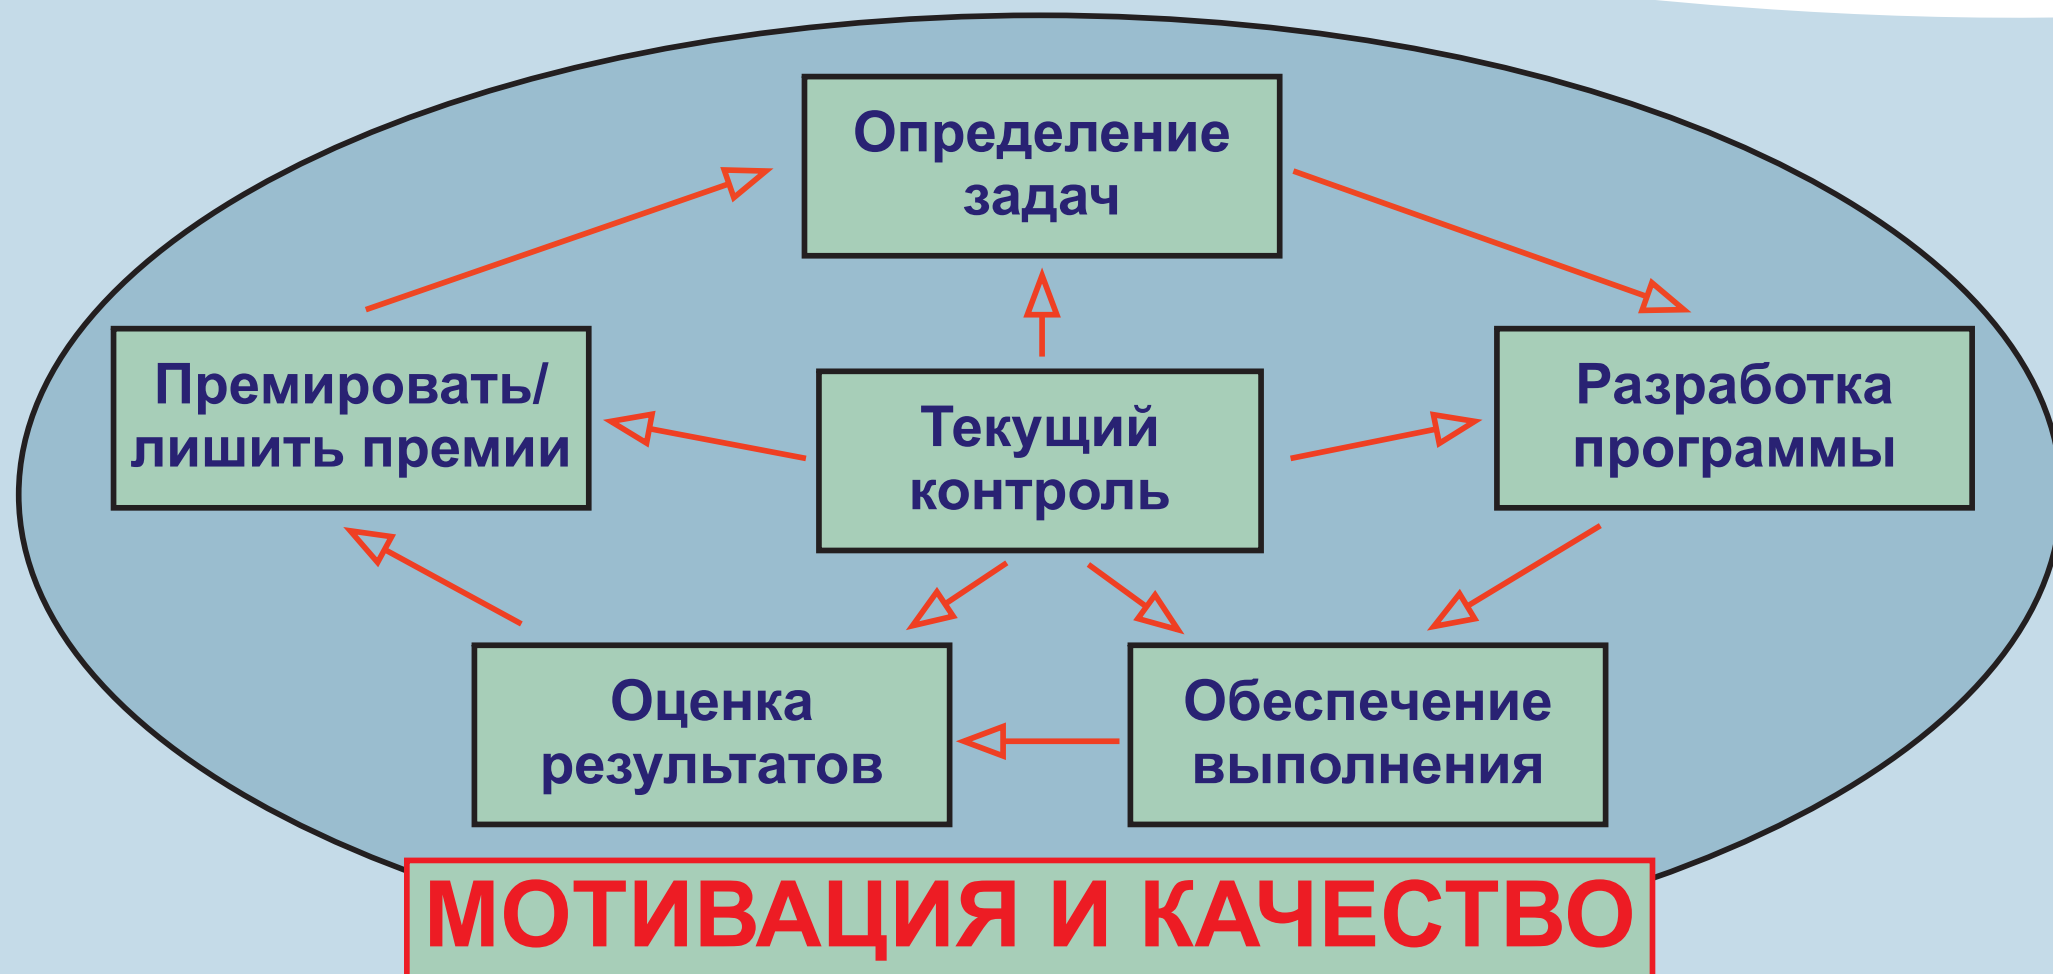 Определение
задач
Премировать/
лишить премии
Текущий
контроль
Разработка
программы
Оценка
результатов
Обеспечение
выполнения
МОТИВАЦИЯ И КАЧЕСТВО